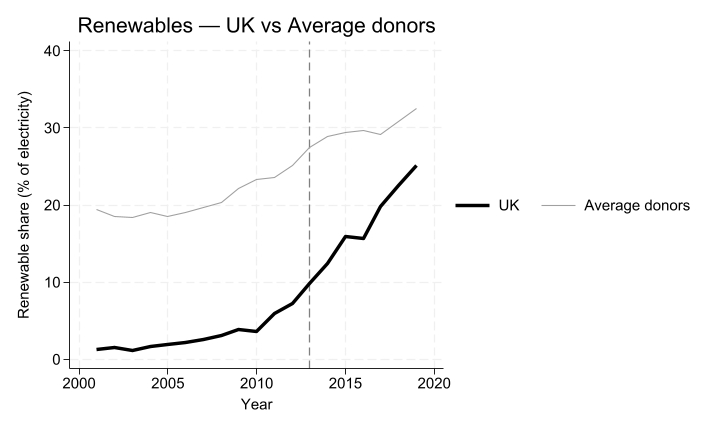 Renewables — UK vs Average donors
Renewable share (% of electricity)
40
30
20
10
0
2000 2005 2010 2015 2020
Year
UK Average donors